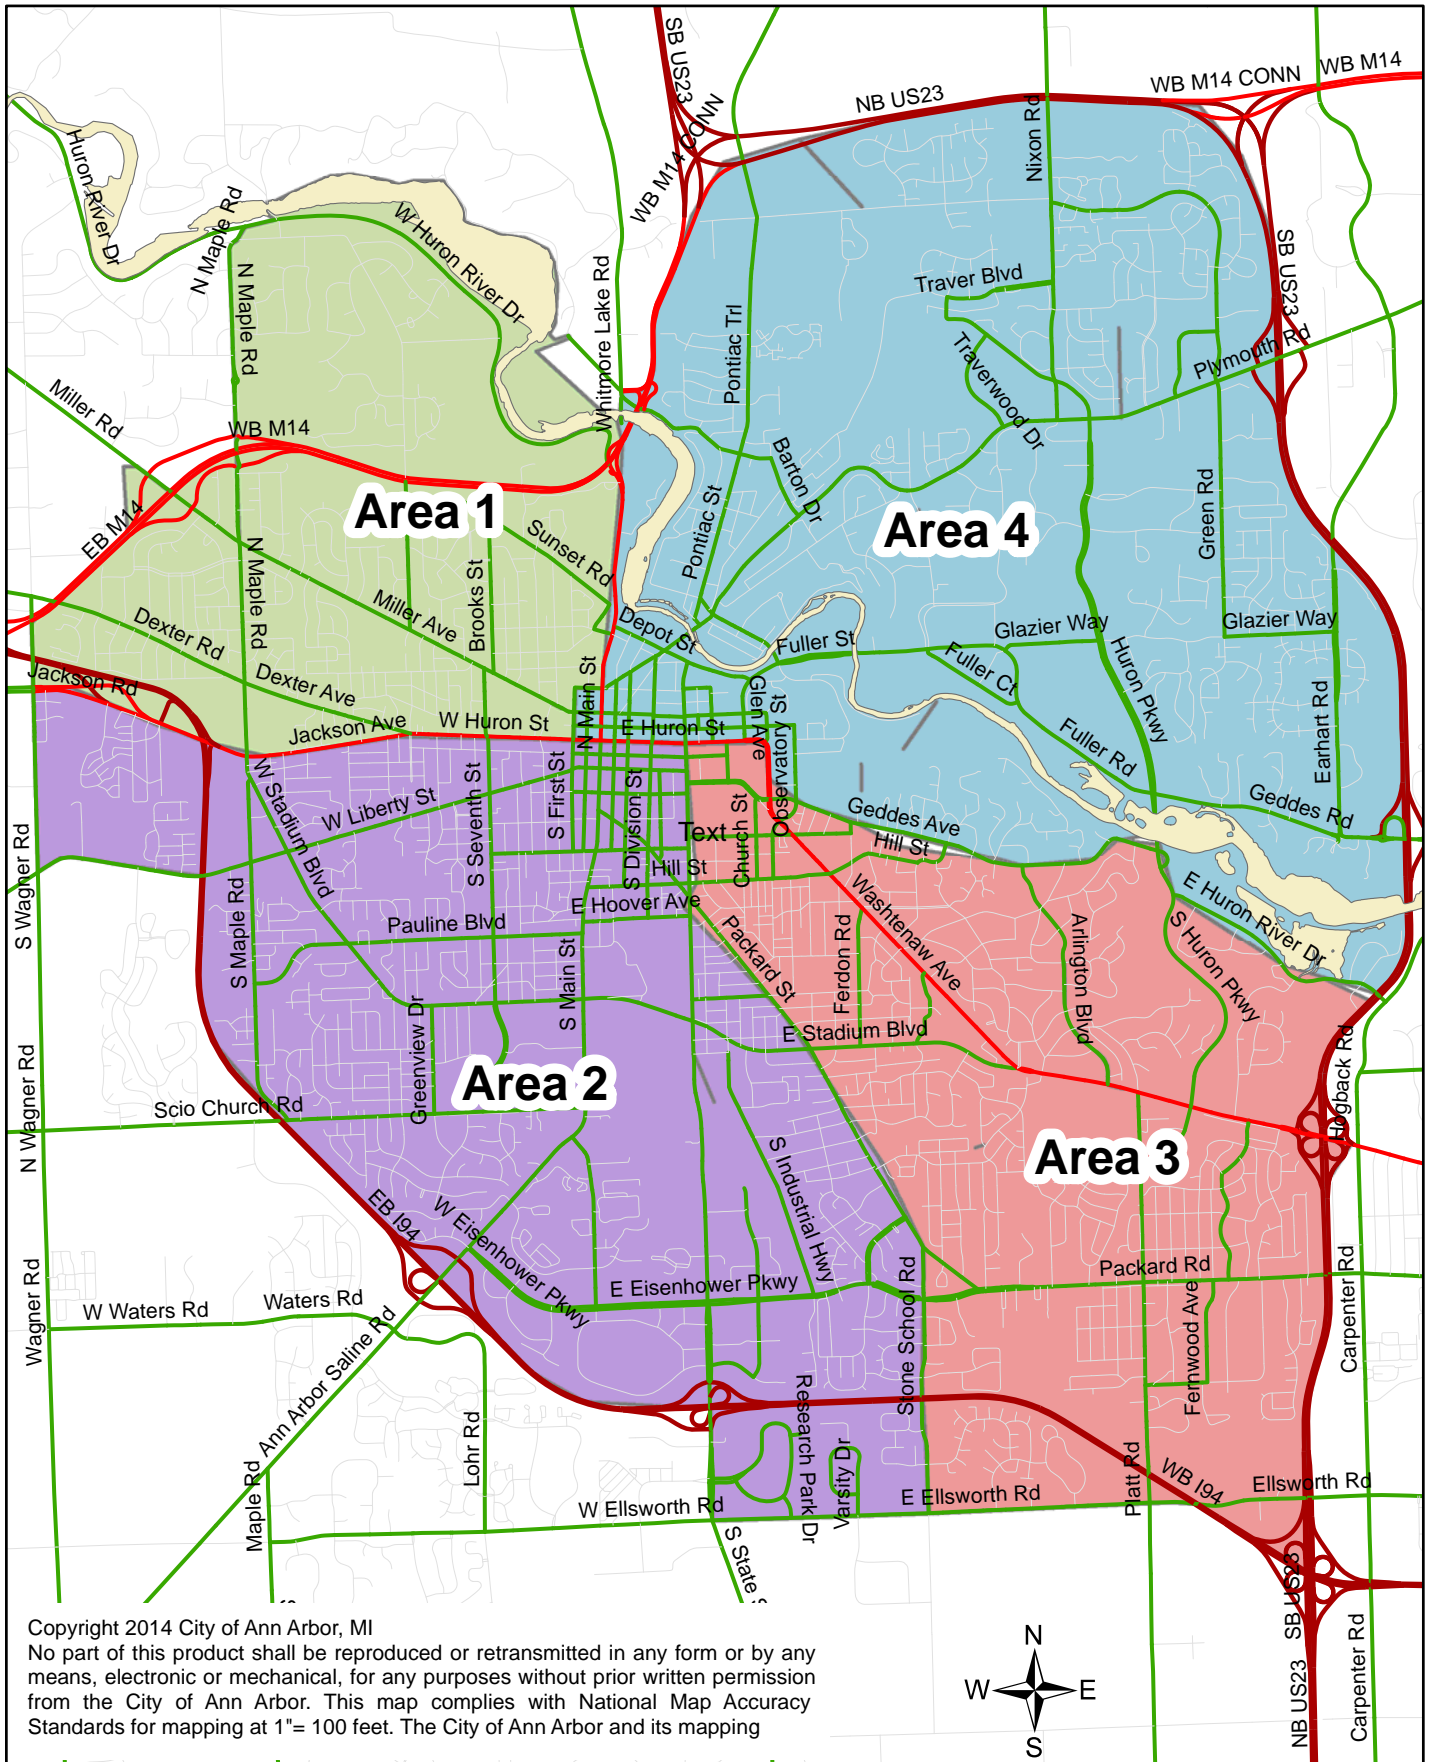 SB US23
WB M14 CONN
NB US23
Nixon Rd
WB M14 CONN
WB M14
Huron River Dr
N Maple Rd
N Maple Rd
W Huron River Dr
Whitmore Lake Rd
Pontiac Trl
Traver Blvd
SB US23
Traverwood Dr
Plymouth Rd
Miller Rd
WB M14
EB M14
Area 1
Sunset Rd
Barton Dr
Pontiac St
Area 4
Green Rd
N Maple Rd
Brooks St
Miller Ave
Dexter Rd
Depot St
Fuller St
Glazier Way
Glazier Way
Fuller Ct
Huron Pkwy
Jackson Rd
Dexter Ave
Jackson Ave
W Huron St
N Main St
E Huron St
Glen Ave
Observatory St
Fuller Rd
Earhart Rd
Geddes Rd
W Stadium Blvd
W Liberty St
S Seventh St
S First St
S Division St
Text
Church St
Geddes Ave
Hill St
Hill St
S Wagner Rd
S Maple Rd
Pauline Blvd
E Hoover Ave
Packard St
Ferdon Rd
Washtenaw Ave
Arlington Blvd
S Huron Pkwy
E Huron River Dr
S Main St
E Stadium Blvd
Greenview Dr
Area 2
Scio Church Rd
N Wagner Rd
Hogback Rd
Area 3
S Industrial Hwy
EB I94
W Eisenhower Pkwy
E Eisenhower Pkwy
Stone School Rd
Packard Rd
Fernwood Ave
Carpenter Rd
Wagner Rd
W Waters Rd
Waters Rd
Ann Arbor Saline Rd
Lohr Rd
Maple Rd
Research Park Dr
Varsity Dr
W Ellsworth Rd
E Ellsworth Rd
Platt Rd
WB I94
Ellsworth Rd
S State S
SB US23
NB US23
Carpenter Rd
Copyright 2014 City of Ann Arbor, MI
No part of this product shall be reproduced or retransmitted in any form or by any
means, electronic or mechanical, for any purposes without prior written permission
from the City of Ann Arbor. This map complies with National Map Accuracy
Standards for mapping at 1"= 100 feet. The City of Ann Arbor and its mapping
N
W
E
S